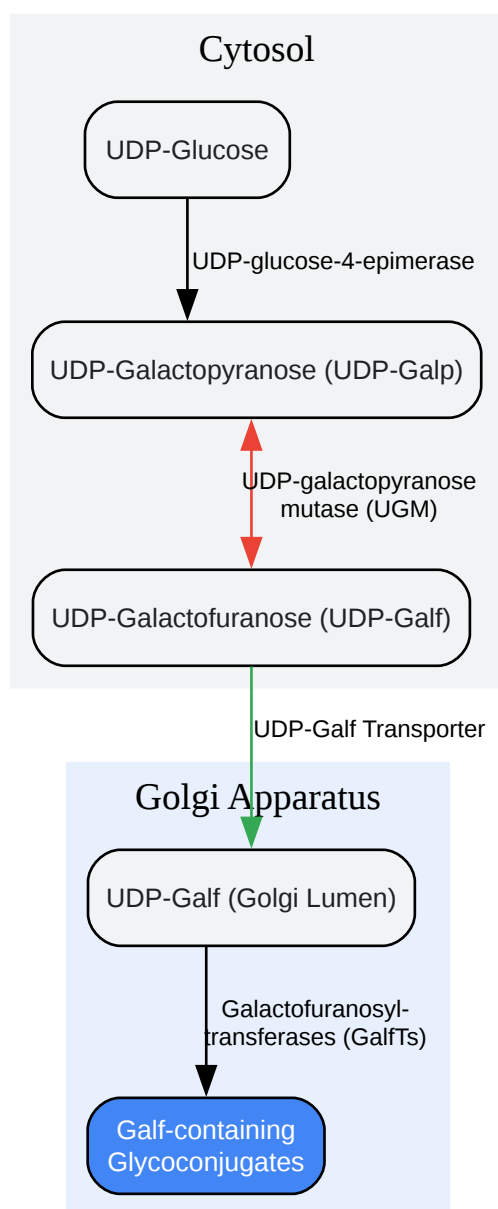 Cytosol
UDP-Glucose
UDP-glucose-4-epimerase
UDP-Galactopyranose (UDP-Galp)
UDP-galactopyranose
mutase (UGM)
UDP-Galactofuranose (UDP-Galf)
UDP-Galf Transporter
Golgi Apparatus
UDP-Galf (Golgi Lumen)
Galactofuranosyl-
transferases (GalfTs)
Galf-containing
Glycoconjugates